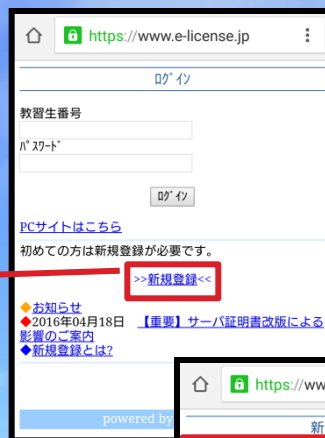 https://www.e-license.jp
ﾛｸﾞｲﾝ
教習生番号
ﾊﾟｽﾜｰﾄﾞ
ﾛｸﾞｲﾝ
PCサイトはこちら
初めての方は新規登録が必要です。
>>新規登録<<
◆お知らせ
◆2016年04月18日 【重要】サーバ証明書改版による
影響のご案内
◆新規登録とは?
powered by
https://ww
新